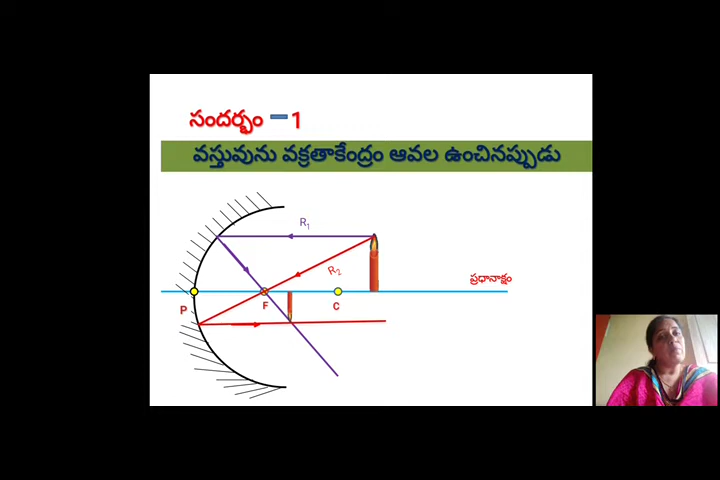 సందర్భం – 1
వస్తువును వక్రతాకేంద్రం ఆవల ఉంచినప్పుడు
R1
R2
ప్రధానాక్షం
P
F
C